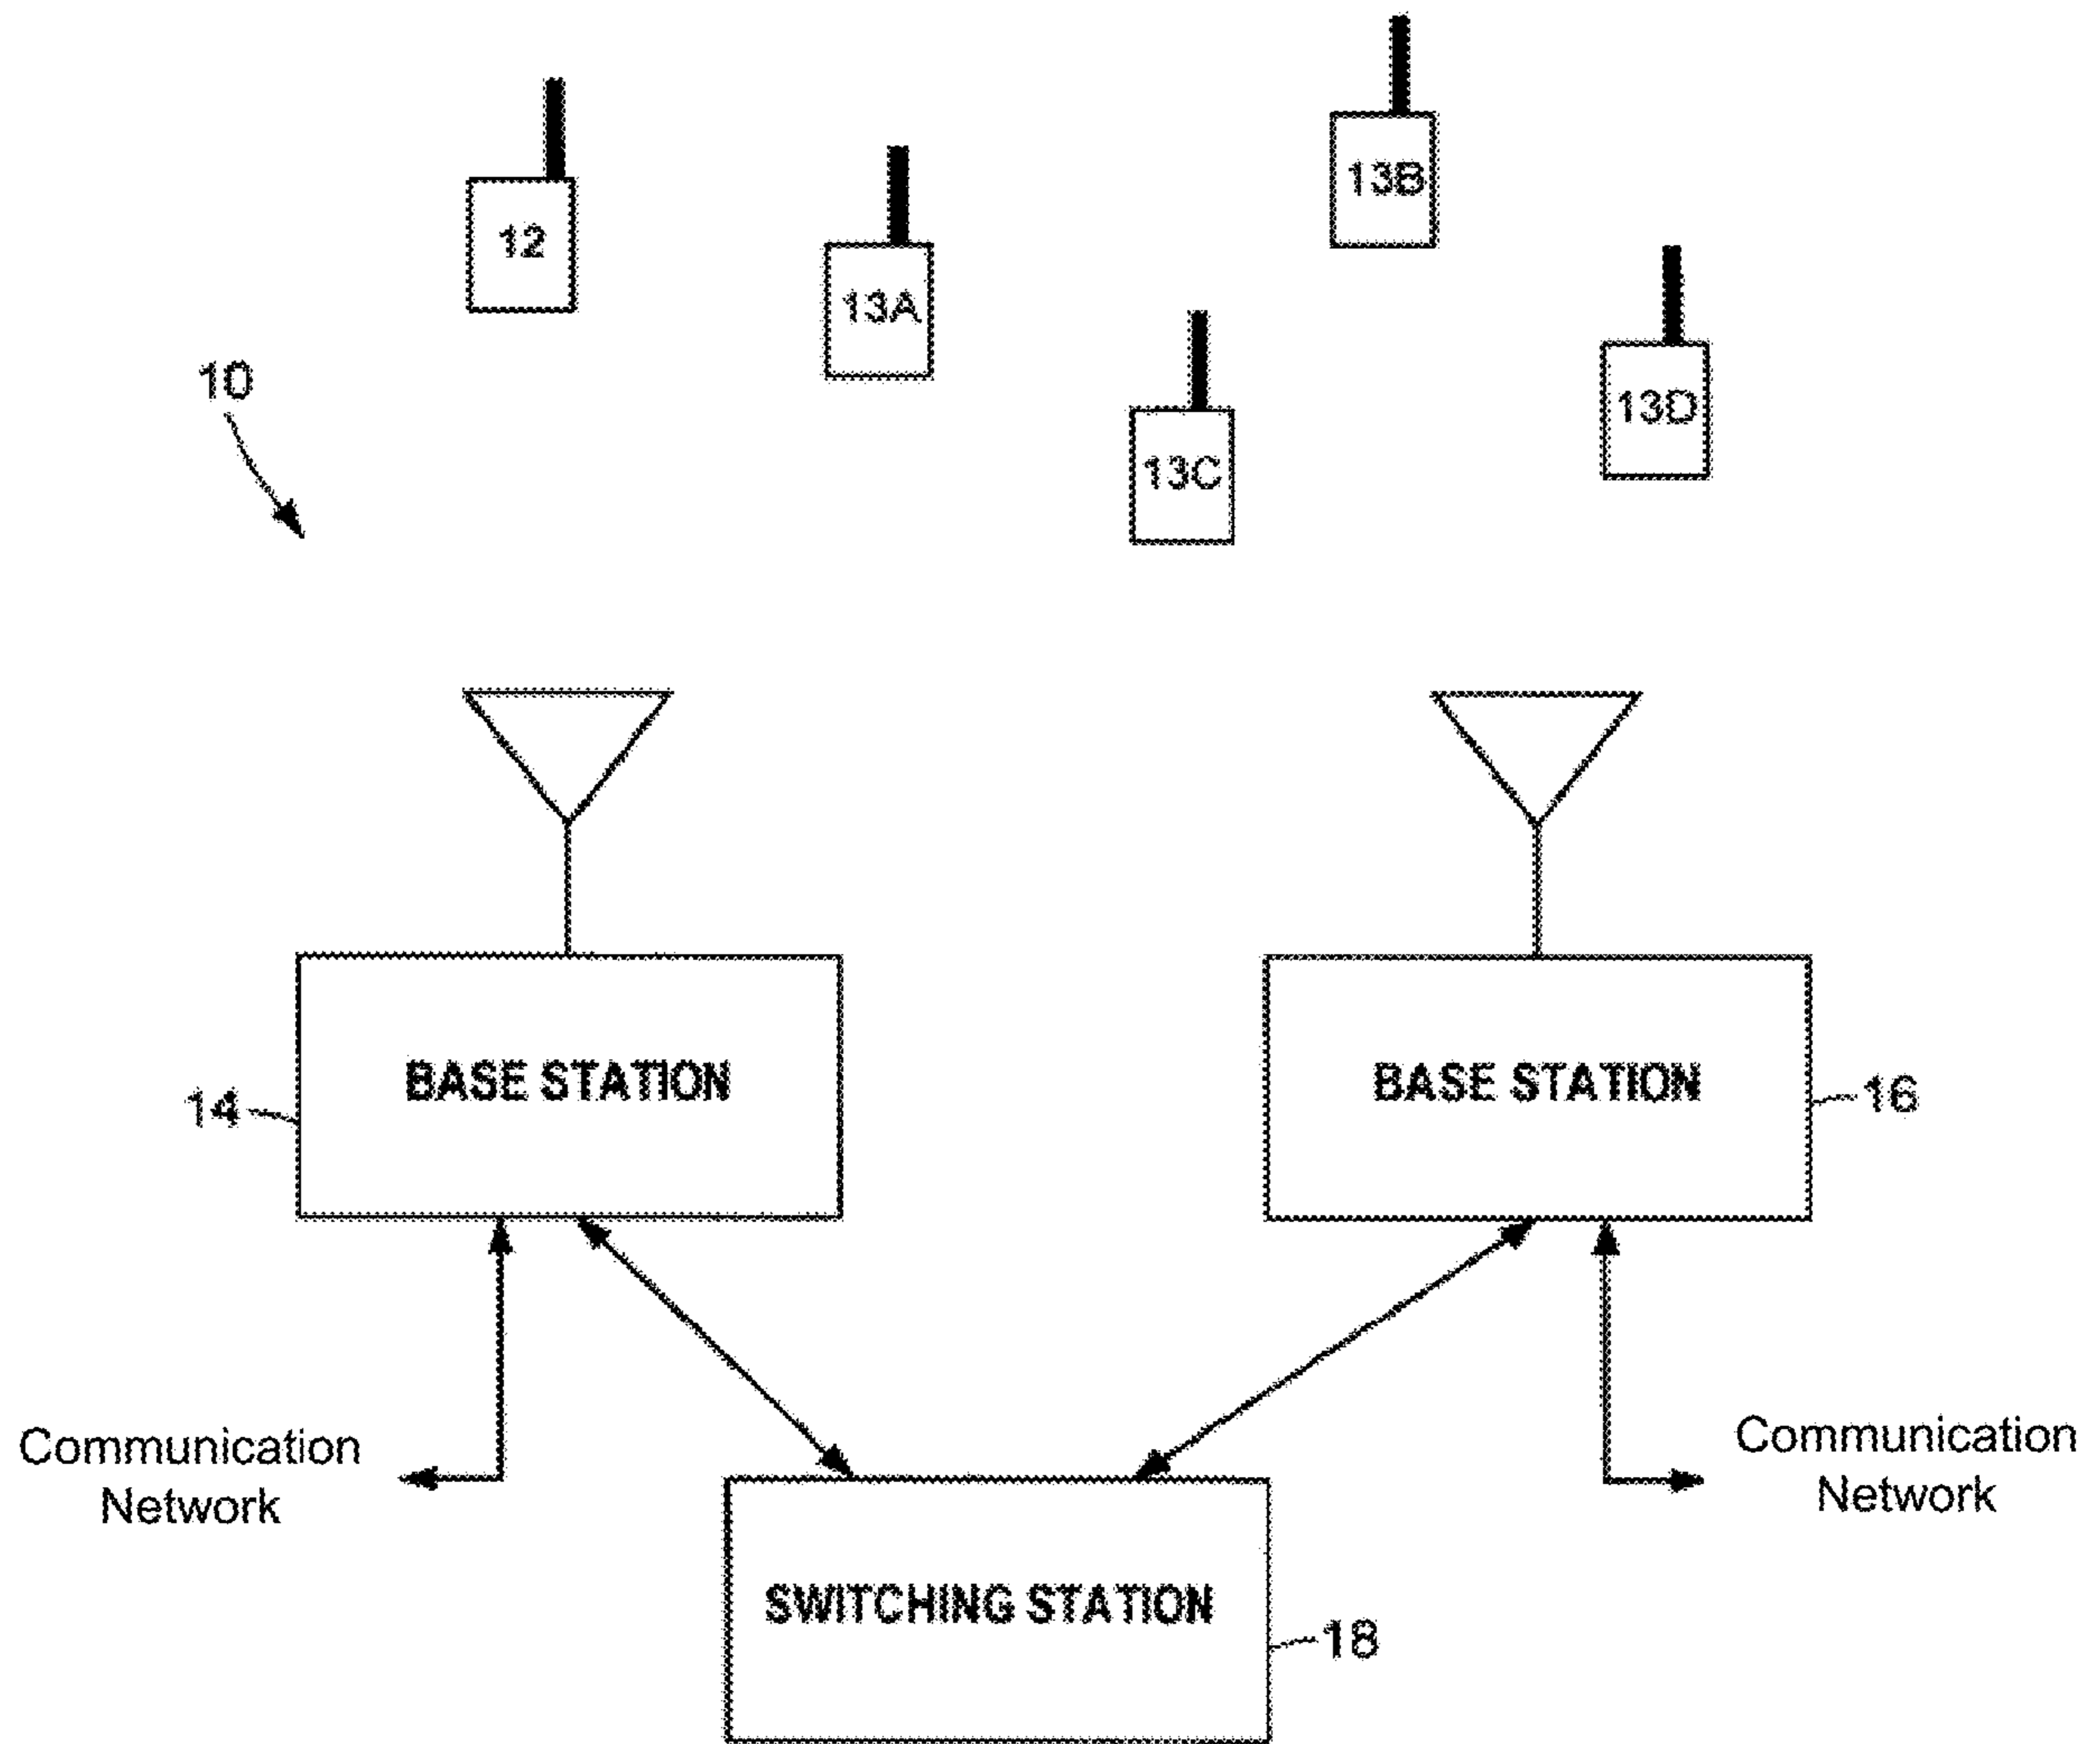 13B
12
13A
10
13D
13C
BASE STATION
BASE STATION
14
16
Communication
Network
Communication
Network
SWITCHING STATION
18